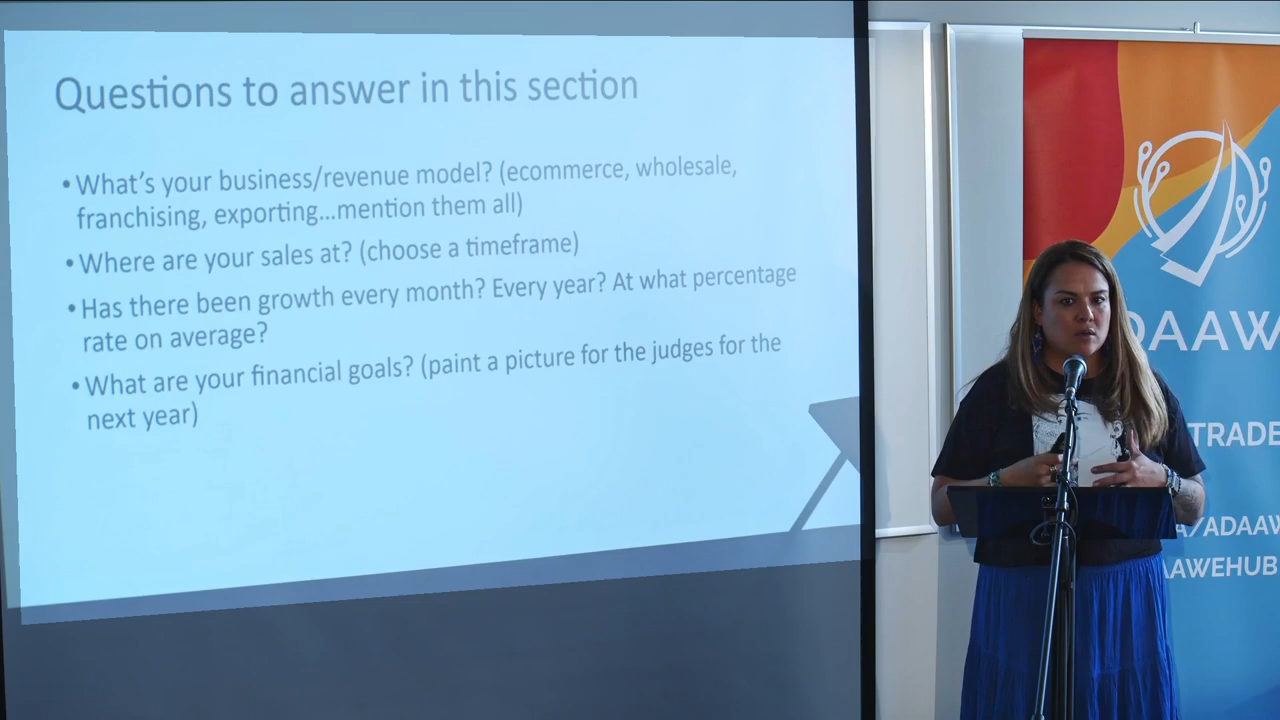 Questions to answer in this section
• What's your business/revenue model? (ecommerce, wholesale,
franchising, exporting...mention them all)
• Where are your sales at? (choose a timeframe)
• Has there been growth every month? Every year? At what percentage
rate on average?
• What are your financial goals? (paint a picture for the judges for the
next year)
DAAW
TRADE
A/ADAAW
AAWEHUB